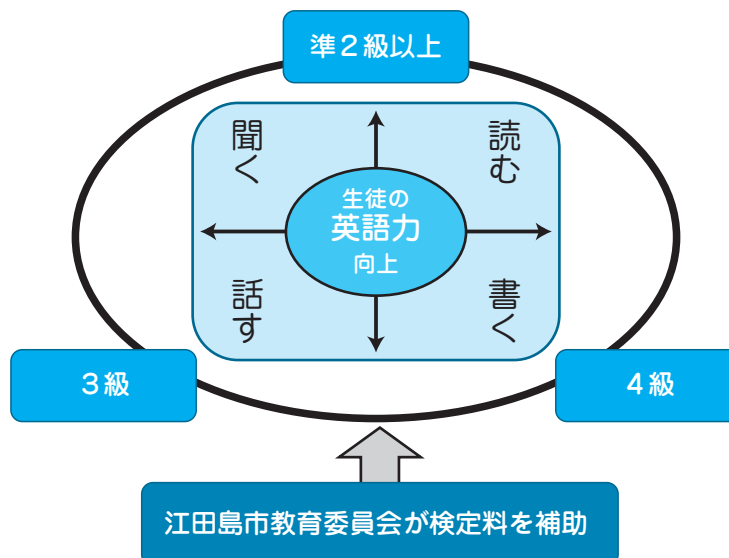 準２級以上
聞く
読む
生徒の
英語力
向上
話す
書く
３級
４級
江田島市教育委員会が検定料を補助